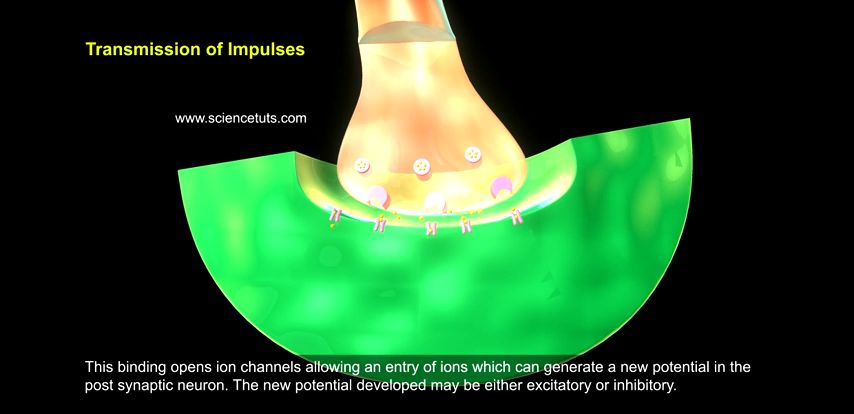 Transmission of Impulses
www.sciencetuts.com
This binding opens ion channels allowing an entry of ions which can generate a new potential in the
post synaptic neuron. The new potential developed may be either excitatory or inhibitory.